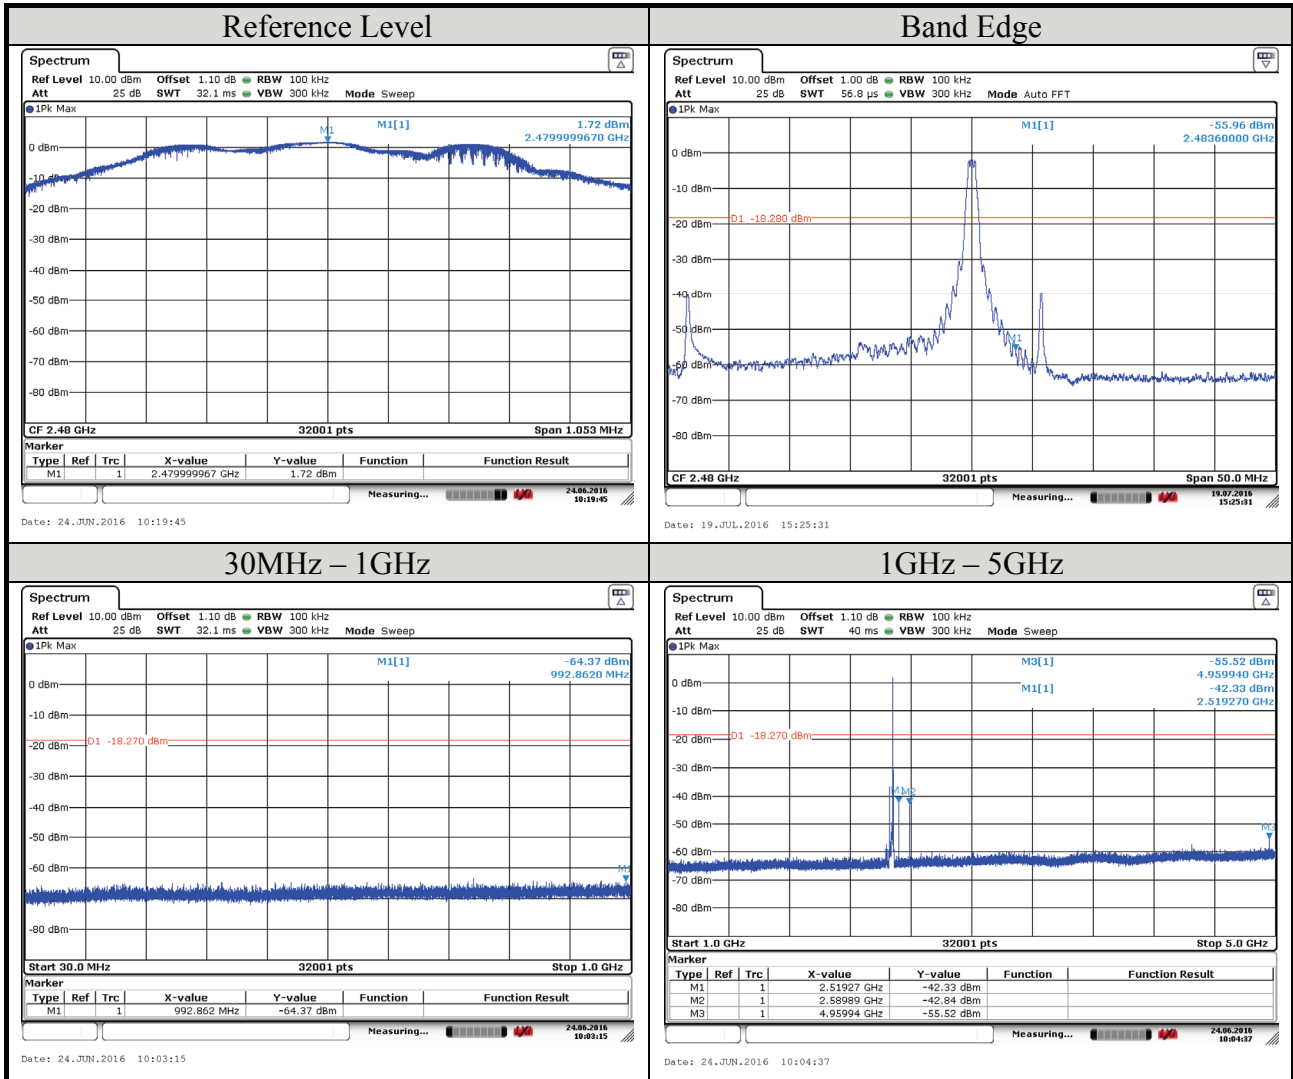 Reference Level
Spectrum
Ref Level 10.00 dBm Offset 1.10 dB RBW 100 kHz
Att 25 dB SWT 32.1 ms VBW 300 kHz Mode Sweep
1Pk Max
M1[1] 1.72 dBm
2.4799999670 GHz
M1
0 dBm
-10 dBm
-20 dBm
-30 dBm
-40 dBm
-50 dBm
-60 dBm
-70 dBm
-80 dBm
CF 2.48 GHz 32001 pts Span 1.053 MHz
Marker
Type Ref Trc X-value Y-value Function Function Result
M1 1 2.479999967 GHz 1.72 dBm
Measuring... 24.06.2016
10:19:45
Date: 24.JUN.2016 10:19:45
Band Edge
Spectrum
Ref Level 10.00 dBm Offset 1.00 dB RBW 100 kHz
Att 25 dB SWT 56.8 µs VBW 300 kHz Mode Auto FFT
1Pk Max
M1[1] -55.96 dBm
2.48360000 GHz
0 dBm
-10 dBm
D1 -18.280 dBm
-20 dBm
-30 dBm
-40 dBm
-50 dBm
M1
-60 dBm
-70 dBm
-80 dBm
CF 2.48 GHz 32001 pts Span 50.0 MHz
Measuring... 19.07.2016
15:25:31
Date: 19.JUL.2016 15:25:31
30MHz – 1GHz
Spectrum
Ref Level 10.00 dBm Offset 1.10 dB RBW 100 kHz
Att 25 dB SWT 32.1 ms VBW 300 kHz Mode Sweep
1Pk Max
M1[1] -64.37 dBm
992.8620 MHz
0 dBm
-10 dBm
D1 -18.270 dBm
-20 dBm
-30 dBm
-40 dBm
-50 dBm
-60 dBm
M1
-80 dBm
Start 30.0 MHz 32001 pts Stop 1.0 GHz
Marker
Type Ref Trc X-value Y-value Function Function Result
M1 1 992.862 MHz -64.37 dBm
Measuring... 24.06.2016
10:03:15
Date: 24.JUN.2016 10:03:15
1GHz – 5GHz
Spectrum
Ref Level 10.00 dBm Offset 1.10 dB RBW 100 kHz
Att 25 dB SWT 40 ms VBW 300 kHz Mode Sweep
1Pk Max
M3[1] -55.52 dBm
4.959940 GHz
M1[1] -42.33 dBm
2.519270 GHz
0 dBm
-10 dBm
D1 -18.270 dBm
-20 dBm
-30 dBm
-40 dBm
M1 M2
-50 dBm
M3
-60 dBm
-70 dBm
-80 dBm
Start 1.0 GHz 32001 pts Stop 5.0 GHz
Marker
Type Ref Trc X-value Y-value Function Function Result
M1 1 2.51927 GHz -42.33 dBm
M2 1 2.58989 GHz -42.84 dBm
M3 1 4.95994 GHz -55.52 dBm
Measuring... 24.06.2016
10:04:37
Date: 24.JUN.2016 10:04:37